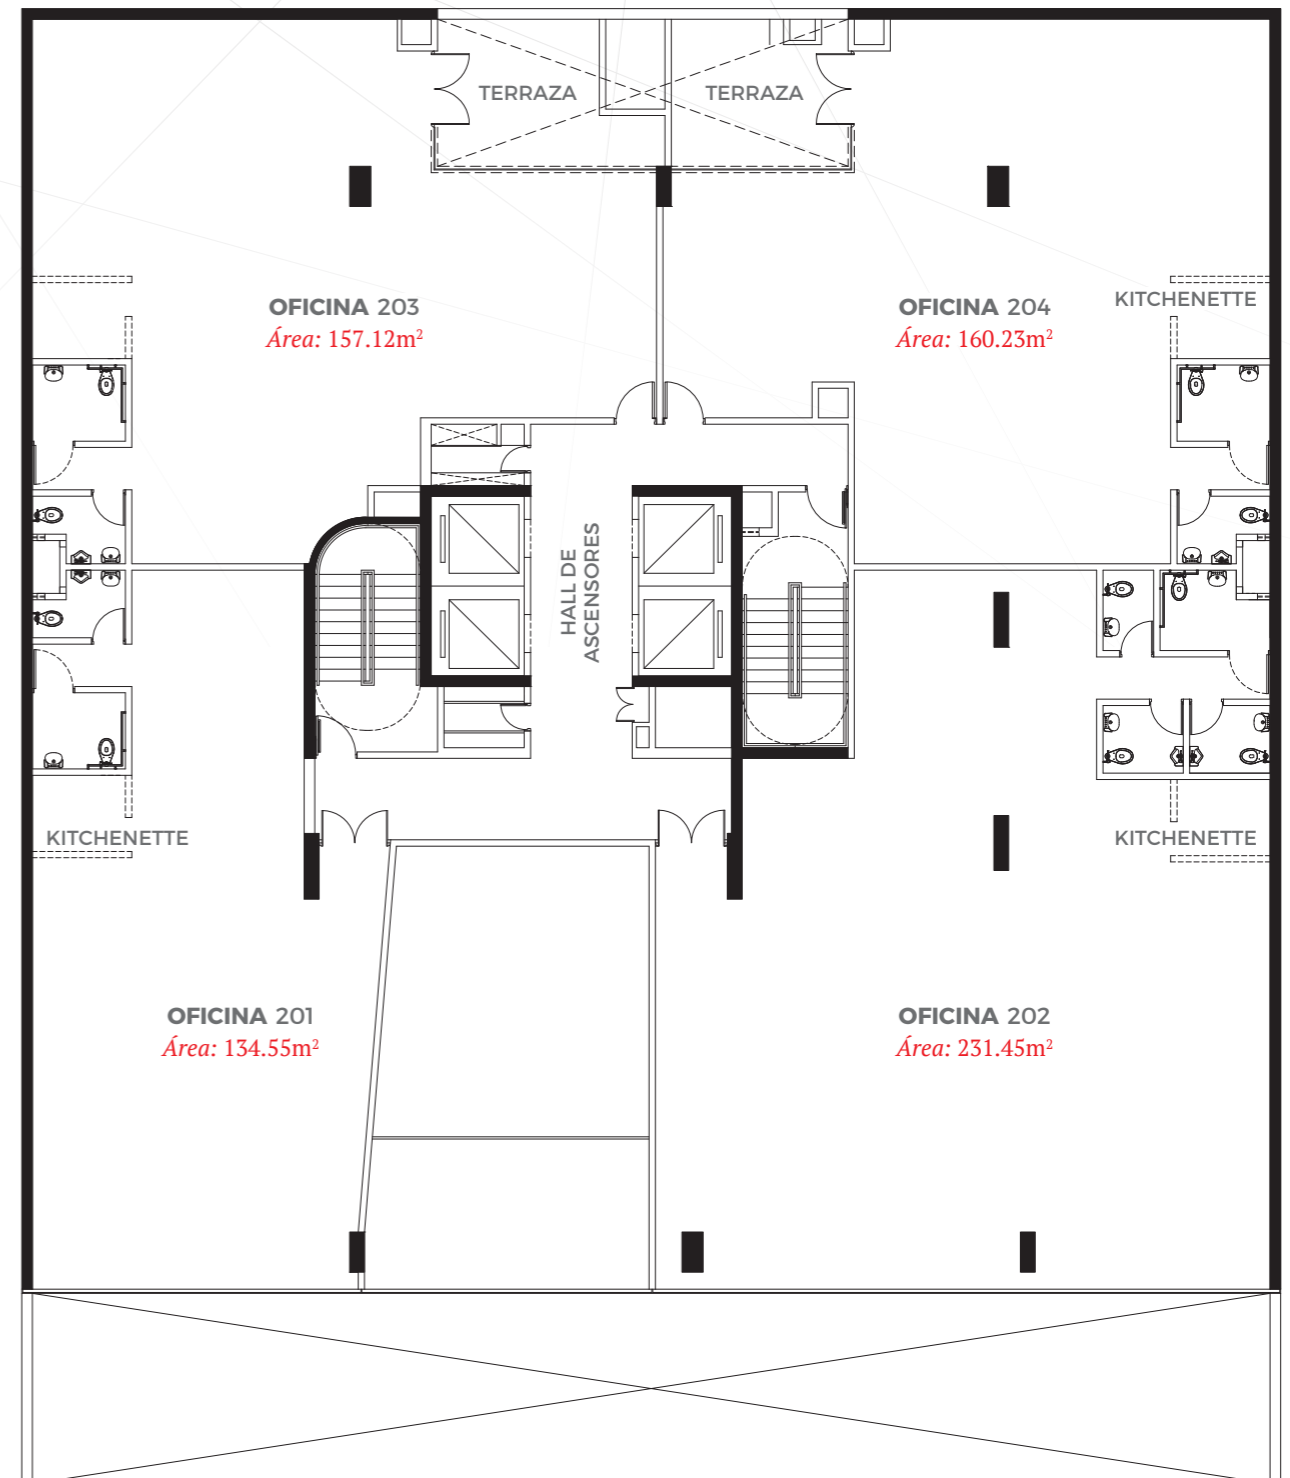 TERRAZA
TERRAZA
OFICINA 203
Área: 157.12m²
OFICINA 204
Área: 160.23m²
KITCHENETTE
HALL DE
ASCENSORES
KITCHENETTE
KITCHENETTE
OFICINA 201
Área: 134.55m²
OFICINA 202
Área: 231.45m²